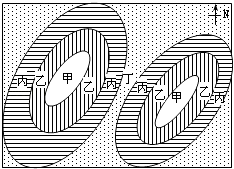 N
丙 乙 甲 乙 丙 丁 丙 乙 甲 乙 丙